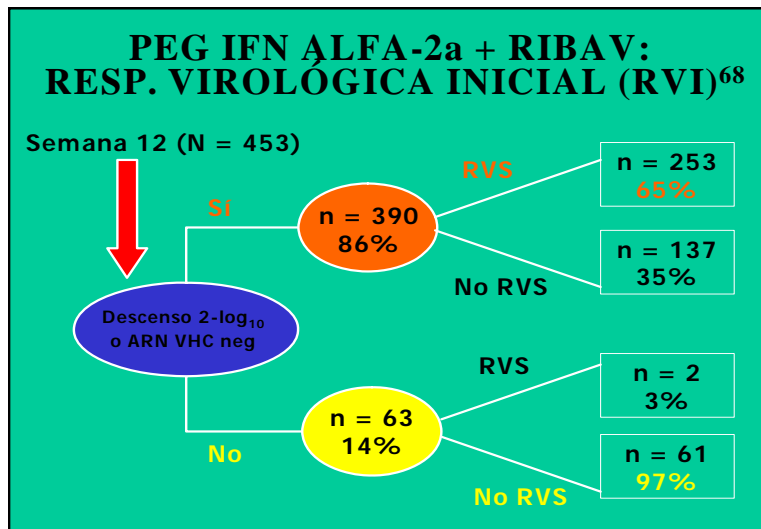 PEG IFN ALFA-2a + RIBAV:
RESP. VIROLÓGICA INICIAL (RVI)68
Semana 12 (N = 453)
Descenso 2-log10
o ARN VHC neg
Sí
n = 390
86%
RVS
n = 253
65%
No RVS
n = 137
35%
No
n = 63
14%
RVS
n = 2
3%
No RVS
n = 61
97%